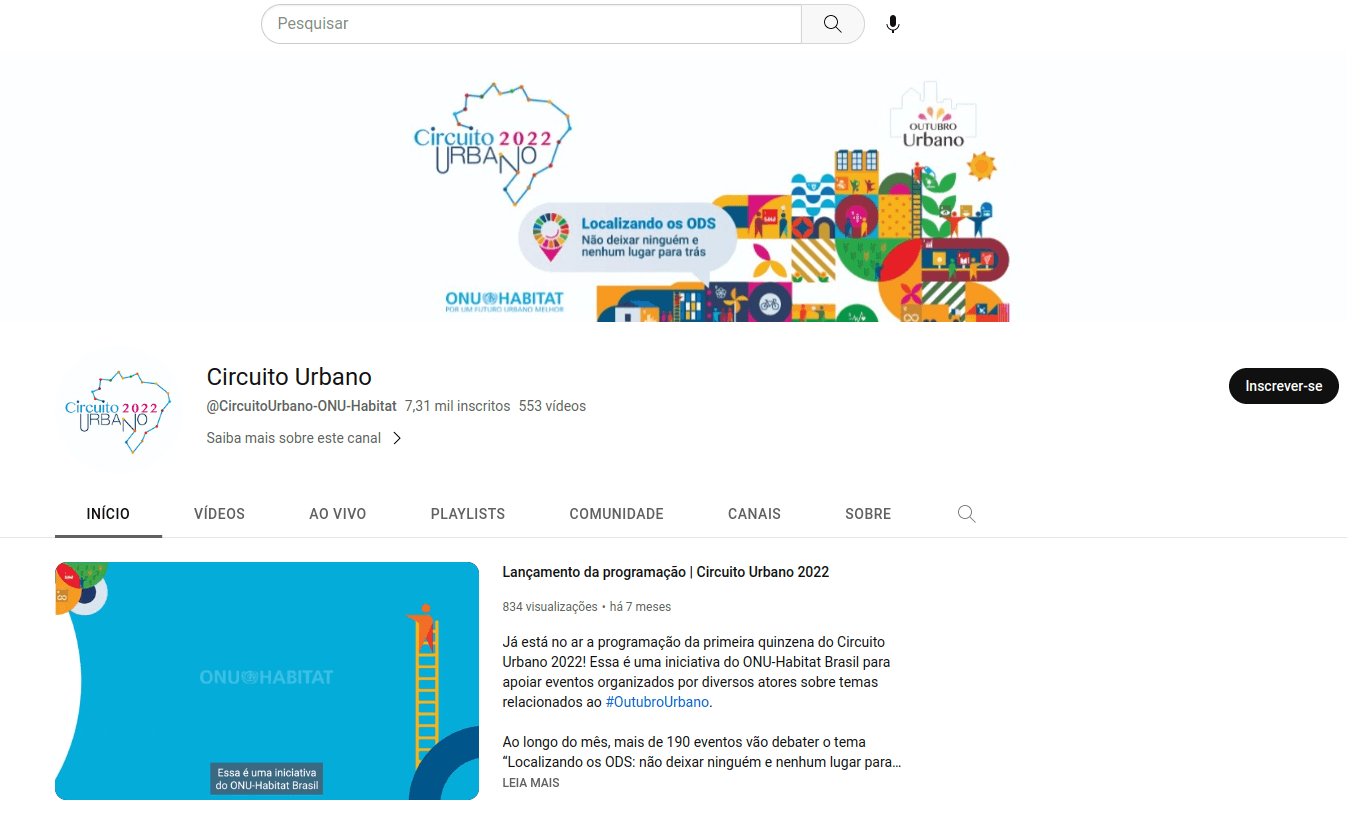 Pesquisar
Circuito 2022
URBANO
OUTUBRO
Urbano
Localizando os ODS
Não deixar ninguém e
nenhum lugar para trás
ONU HABITAT
POR UM FUTURO URBANO MELHOR
Circuito 2022
URBANO
Circuito Urbano
@CircuitoUrbano-ONU-Habitat 7,31 mil inscritos 553 vídeos
Saiba mais sobre este canal
Inscrever-se
INÍCIO VÍDEOS AO VIVO PLAYLISTS COMUNIDADE CANAIS SOBRE
ONU HABITAT
Essa é uma iniciativa
do ONU-Habitat Brasil
Lançamento da programação | Circuito Urbano 2022
834 visualizações • há 7 meses
Já está no ar a programação da primeira quinzena do Circuito
Urbano 2022! Essa é uma iniciativa do ONU-Habitat Brasil para
apoiar eventos organizados por diversos atores sobre temas
relacionados ao #OutubroUrbano.
Ao longo do mês, mais de 190 eventos vão debater o tema
“Localizando os ODS: não deixar ninguém e nenhum lugar para…
LEIA MAIS